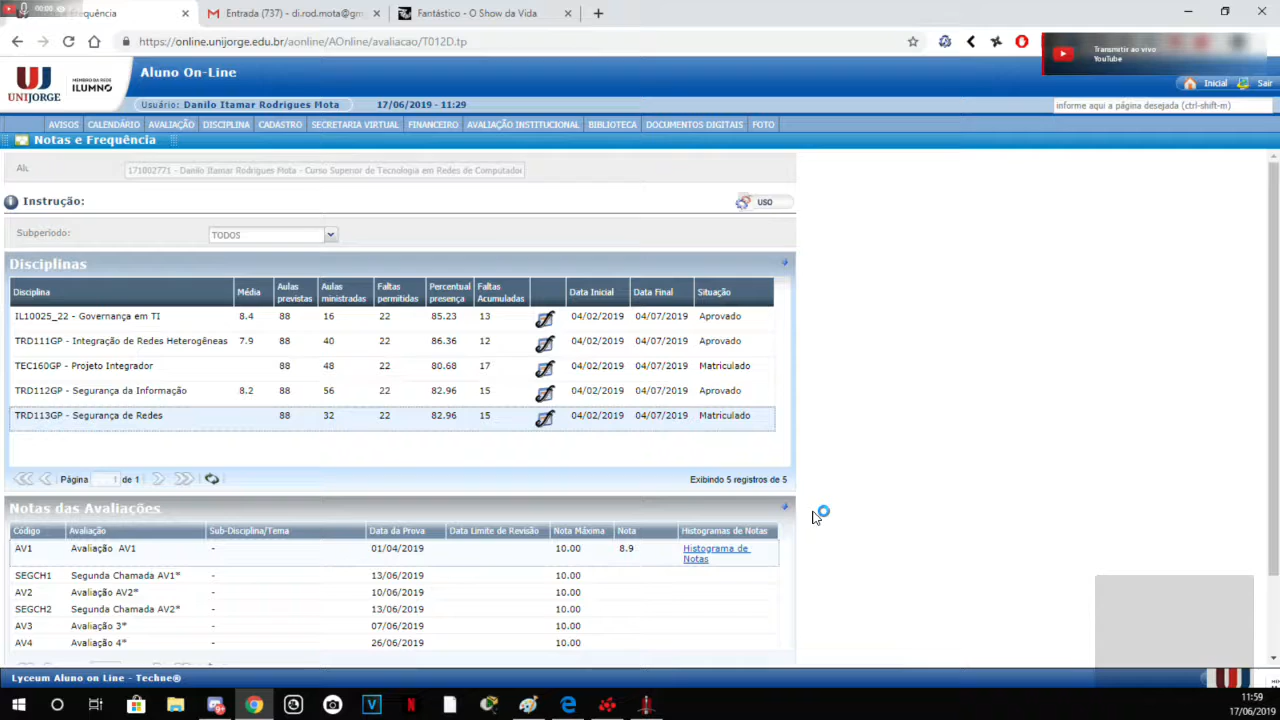 00:00
Frequência
Entrada (737) - di.rod.mota@gm
Fantástico - O Show da Vida
https://online.unijorge.edu.br/aonline/AOnline/avaliacao/T012D.tp
Transmitir ao vivo
YouTube
UNIJORGE
MEMBRO DA REDE
ILUMNO
Aluno On-Line
Inicial
Sair
Usuário: Danilo Itamar Rodrigues Mota
17/06/2019 - 11:29
informe aqui a página desejada (ctrl-shift-m)
AVISOS CALENDÁRIO AVALIAÇÃO DISCIPLINA CADASTRO SECRETARIA VIRTUAL FINANCEIRO AVALIAÇÃO INSTITUCIONAL BIBLIOTECA DOCUMENTOS DIGITAIS FOTO
Notas e Frequência
171002771 - Danilo Itamar Rodrigues Mota - Curso Superior de Tecnologia em Redes de Computador
Instrução:
USO
Subperíodo:
TODOS
Disciplinas
Disciplina Média Aulas previstas Aulas ministradas Faltas permitidas Percentual presença Faltas Acumuladas Data Inicial Data Final Situação
IL10025_22 - Governança em TI 8.4 88 16 22 85.23 13 04/02/2019 04/07/2019 Aprovado
TRD111GP - Integração de Redes Heterogêneas 7.9 88 40 22 86.36 12 04/02/2019 04/07/2019 Aprovado
TEC160GP - Projeto Integrador 88 48 22 80.68 17 04/02/2019 04/07/2019 Matriculado
TRD112GP - Segurança da Informação 8.2 88 56 22 82.96 15 04/02/2019 04/07/2019 Aprovado
TRD113GP - Segurança de Redes 88 32 22 82.96 15 04/02/2019 04/07/2019 Matriculado
Página 1 de 1
Exibindo 5 registros de 5
Notas das Avaliações
Código Avaliação Sub-Disciplina/Tema Data da Prova Data Limite de Revisão Nota Máxima Nota Histogramas de Notas
AV1 Avaliação AV1 - 01/04/2019 10.00 8.9 Histograma de
Notas
SEGCH1 Segunda Chamada AV1* - 13/06/2019 10.00
AV2 Avaliação AV2* - 10/06/2019 10.00
SEGCH2 Segunda Chamada AV2* - 13/06/2019 10.00
AV3 Avaliação 3* - 07/06/2019 10.00
AV4 Avaliação 4* - 26/06/2019 10.00
Lyceum Aluno on Line - Techne®
11:59
17/06/2019